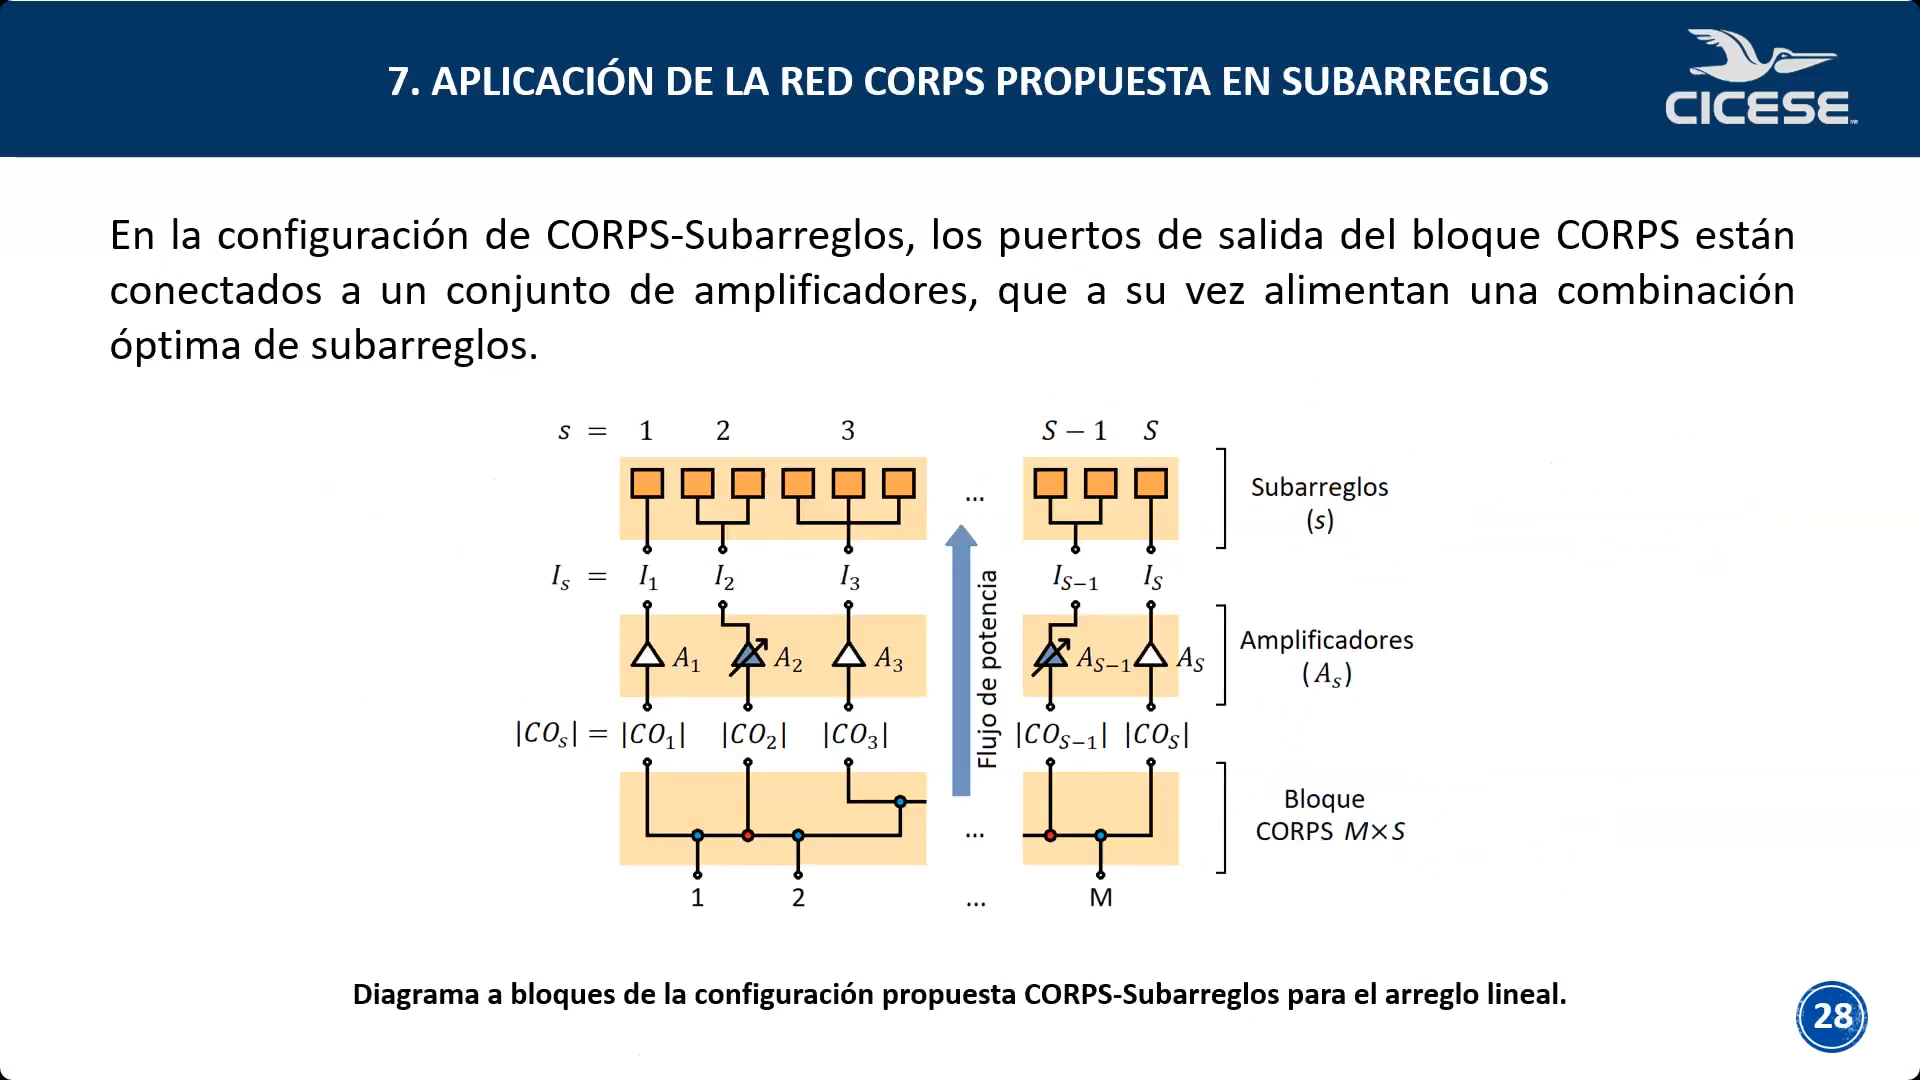 7. APLICACIÓN DE LA RED CORPS PROPUESTA EN SUBARREGLOS
CICESE
En la configuración de CORPS-Subarreglos, los puertos de salida del bloque CORPS están
conectados a un conjunto de amplificadores, que a su vez alimentan una combinación
óptima de subarreglos.
s = 1 2 3 S − 1 S
...
Subarreglos
(s)
I_s = I_1 I_2 I_3 I_{S−1} I_S
Flujo de potencia
A_1 A_2 A_3 A_{S−1} A_S
Amplificadores
(A_s)
|CO_s| = |CO_1| |CO_2| |CO_3| |CO_{S−1}| |CO_S|
...
Bloque
CORPS M×S
1 2 ... M
Diagrama a bloques de la configuración propuesta CORPS-Subarreglos para el arreglo lineal.
28